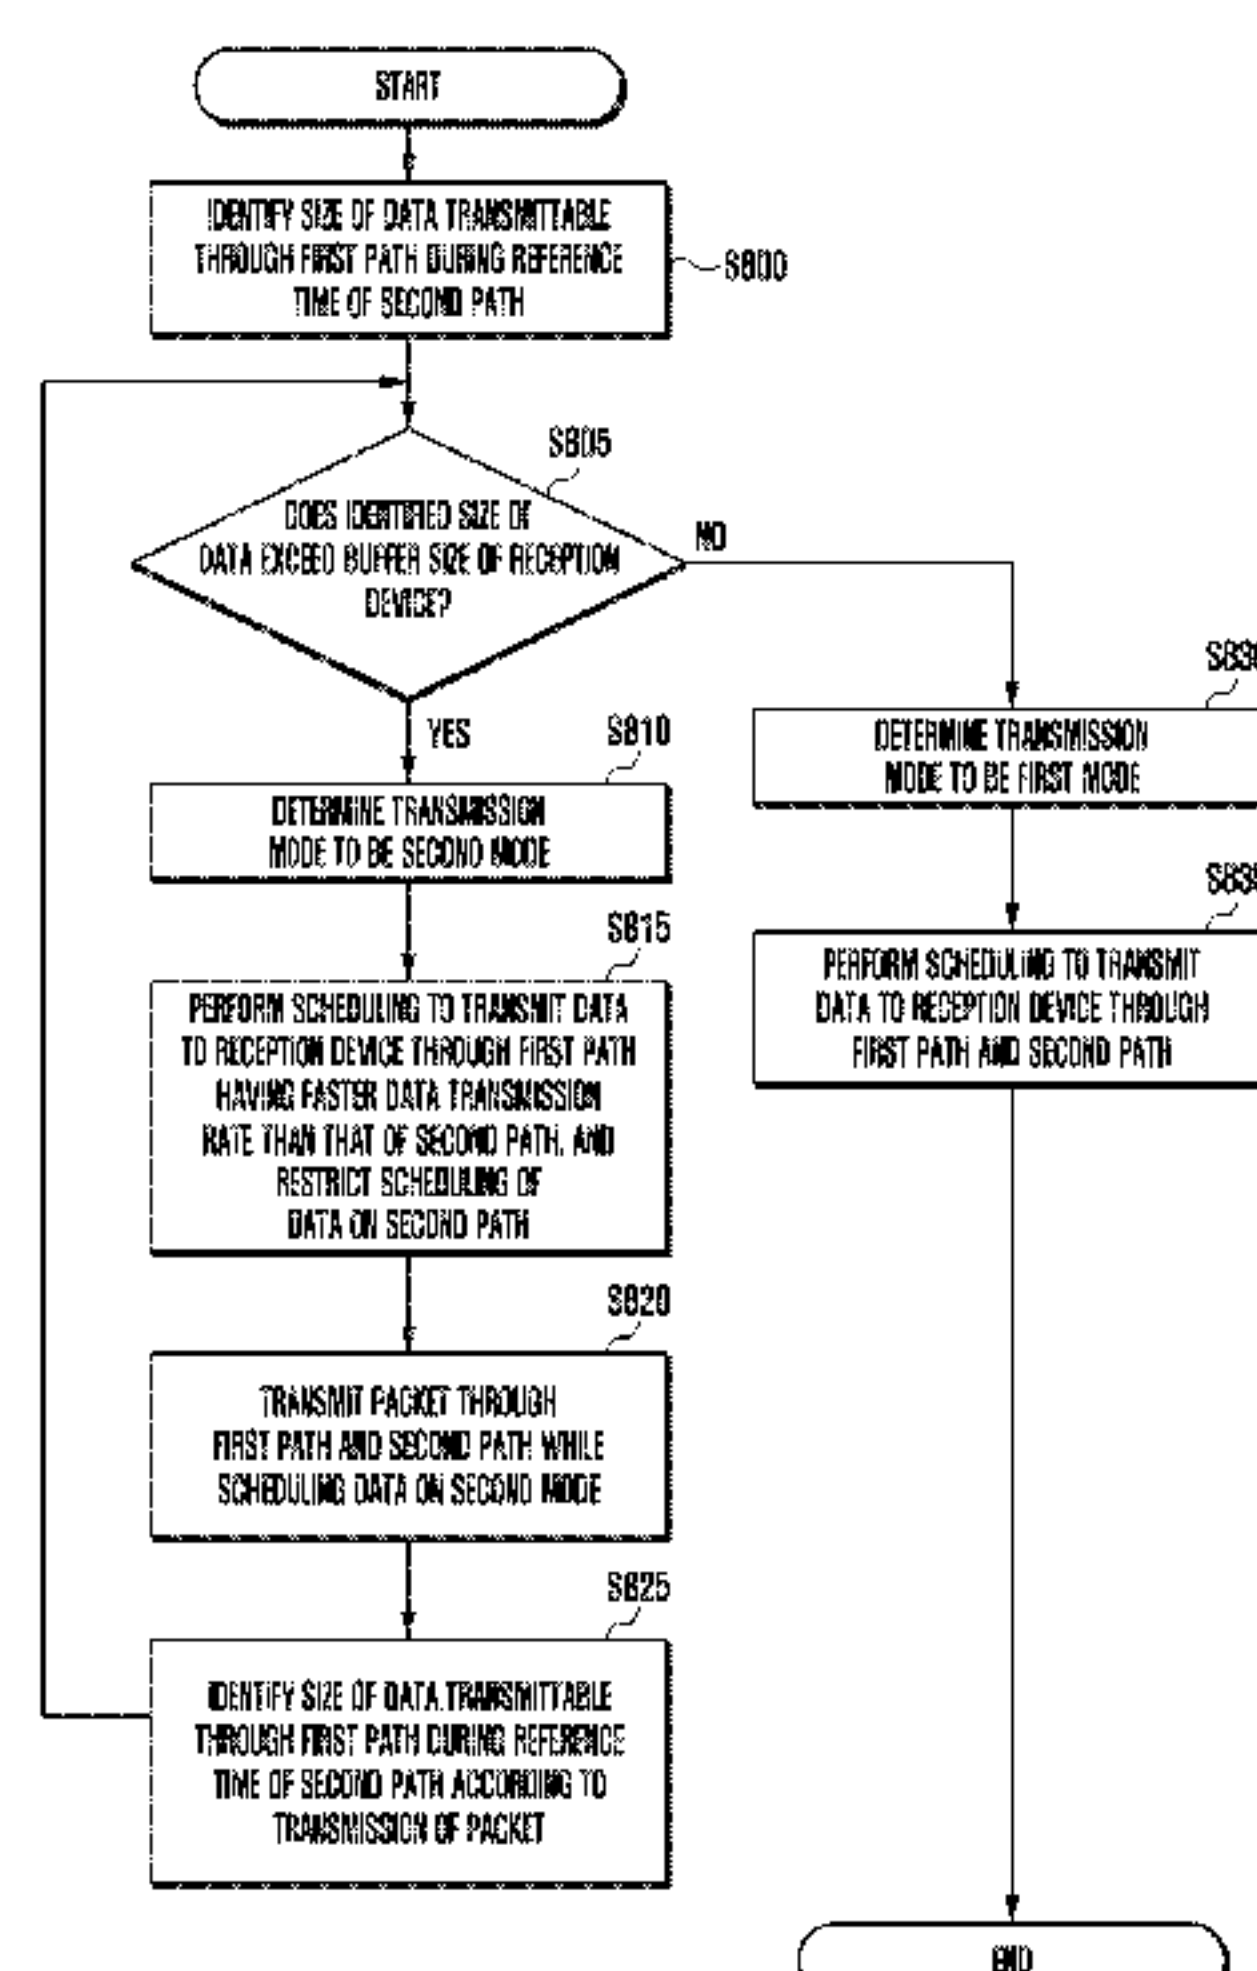 START
IDENTIFY SIZE OF DATA TRANSMITTABLE
THROUGH FIRST PATH DURING REFERENCE
TIME OF SECOND PATH
S800
S805
DOES IDENTIFIED SIZE OF
DATA EXCEED BUFFER SIZE OF RECEPTION
DEVICE?
NO
YES
S810
DETERMINE TRANSMISSION
MODE TO BE SECOND MODE
S815
PERFORM SCHEDULING TO TRANSMIT DATA
TO RECEPTION DEVICE THROUGH FIRST PATH
HAVING FASTER DATA TRANSMISSION
RATE THAN THAT OF SECOND PATH, AND
RESTRICT SCHEDULING OF
DATA ON SECOND PATH
S820
TRANSMIT PACKET THROUGH
FIRST PATH AND SECOND PATH WHILE
SCHEDULING DATA ON SECOND MODE
S825
IDENTIFY SIZE OF DATA TRANSMITTABLE
THROUGH FIRST PATH DURING REFERENCE
TIME OF SECOND PATH ACCORDING TO
TRANSMISSION OF PACKET
DETERMINE TRANSMISSION
MODE TO BE FIRST MODE
PERFORM SCHEDULING TO TRANSMIT
DATA TO RECEPTION DEVICE THROUGH
FIRST PATH AND SECOND PATH
END